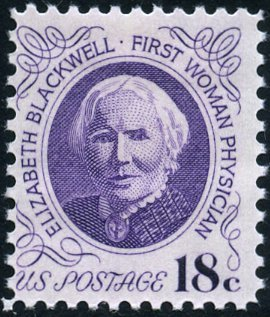 ELIZABETH BLACKWELL · FIRST WOMAN PHYSICIAN
US POSTAGE 18c